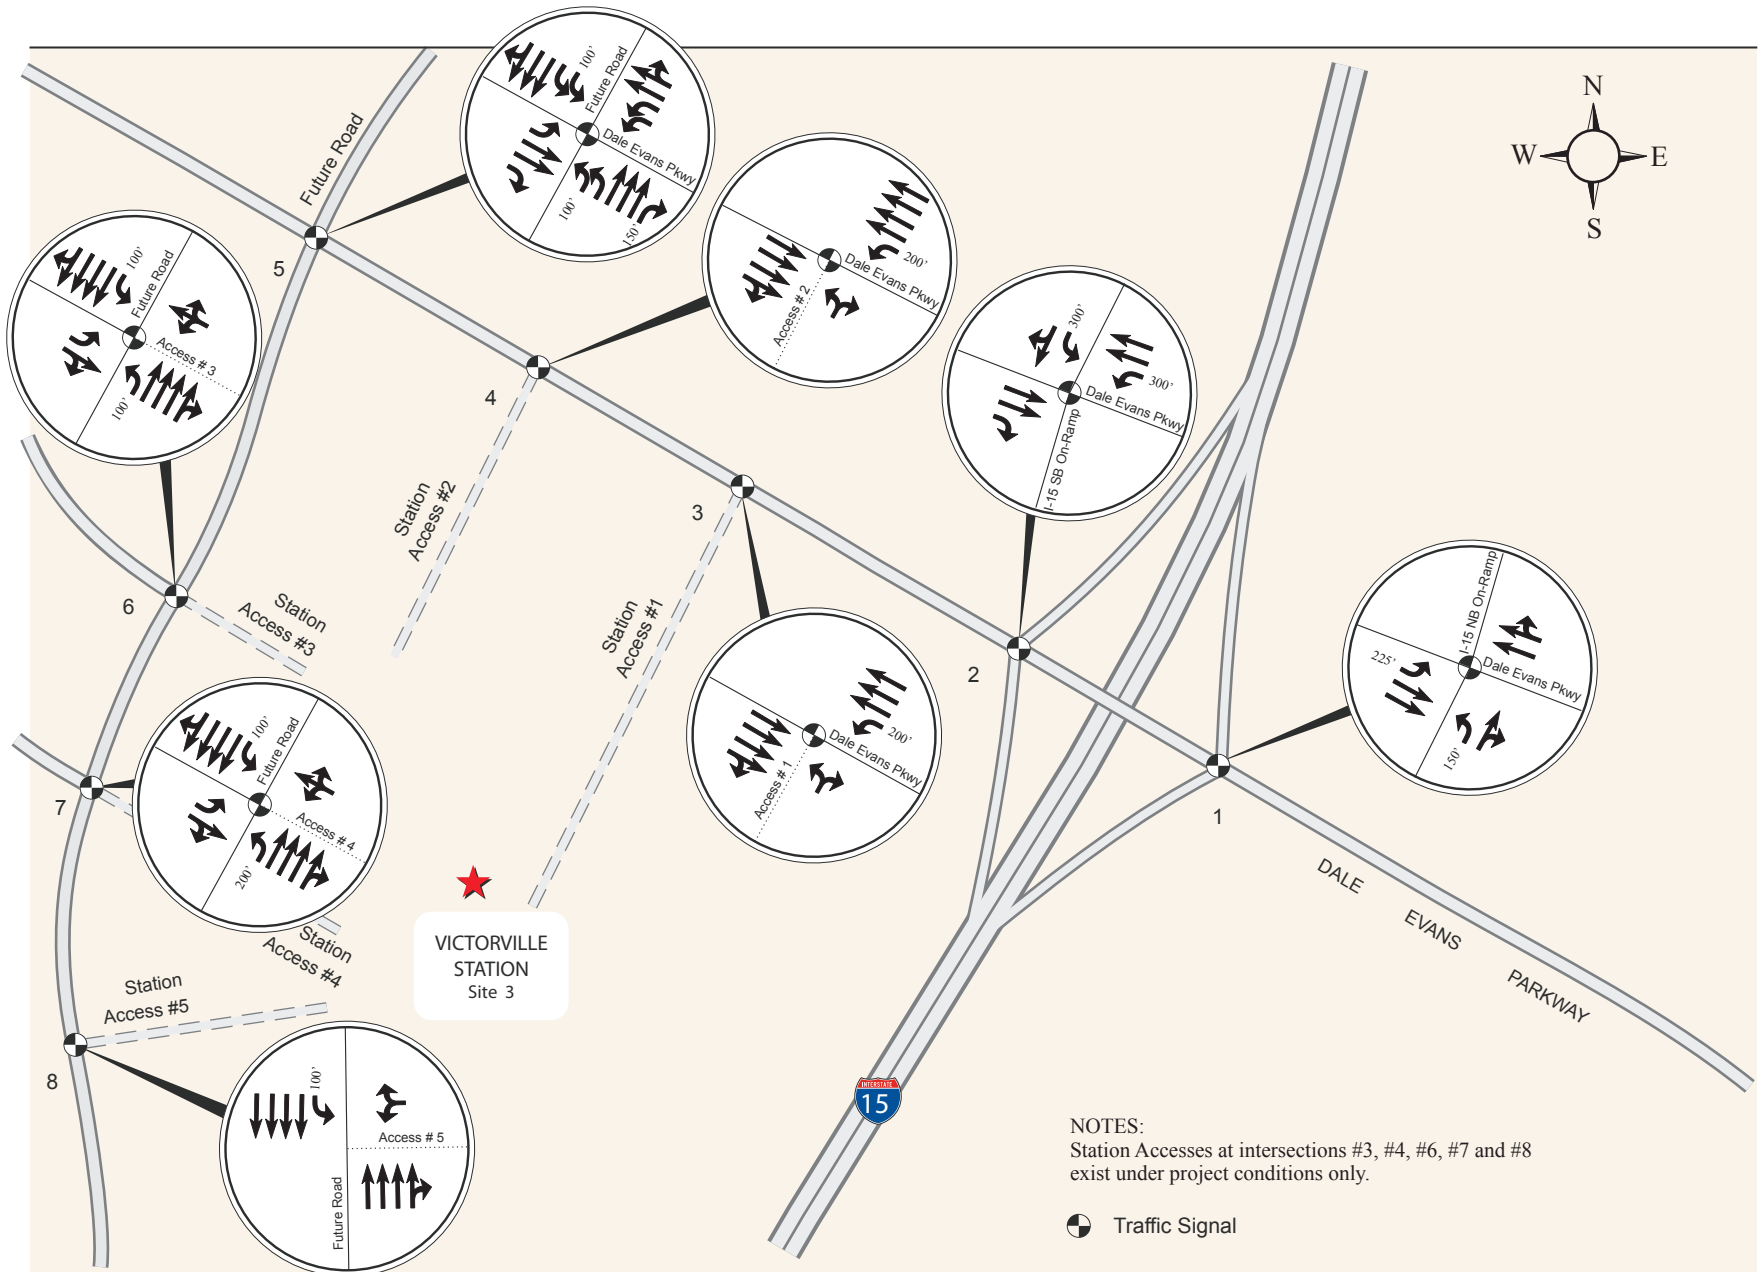 N
W
E
S
Future Road
5
100'
Future Road
Dale Evans Pkwy
100'
150'
100'
Future Road
Access # 3
100'
Access # 2
Dale Evans Pkwy
200'
4
300'
300'
Dale Evans Pkwy
I-15 SB On-Ramp
Station
Access #2
3
Station
Access #1
6
Station
Access #3
2
I-15 NB On-Ramp
225'
Dale Evans Pkwy
150'
200'
Dale Evans Pkwy
Access # 1
7
100'
Future Road
Access # 4
200'
1
DALE
EVANS
PARKWAY
Station
Access #4
VICTORVILLE
STATION
Site 3
Station
Access #5
8
100'
Access # 5
Future Road
INTERSTATE
15
NOTES:
Station Accesses at intersections #3, #4, #6, #7 and #8
exist under project conditions only.
Traffic Signal